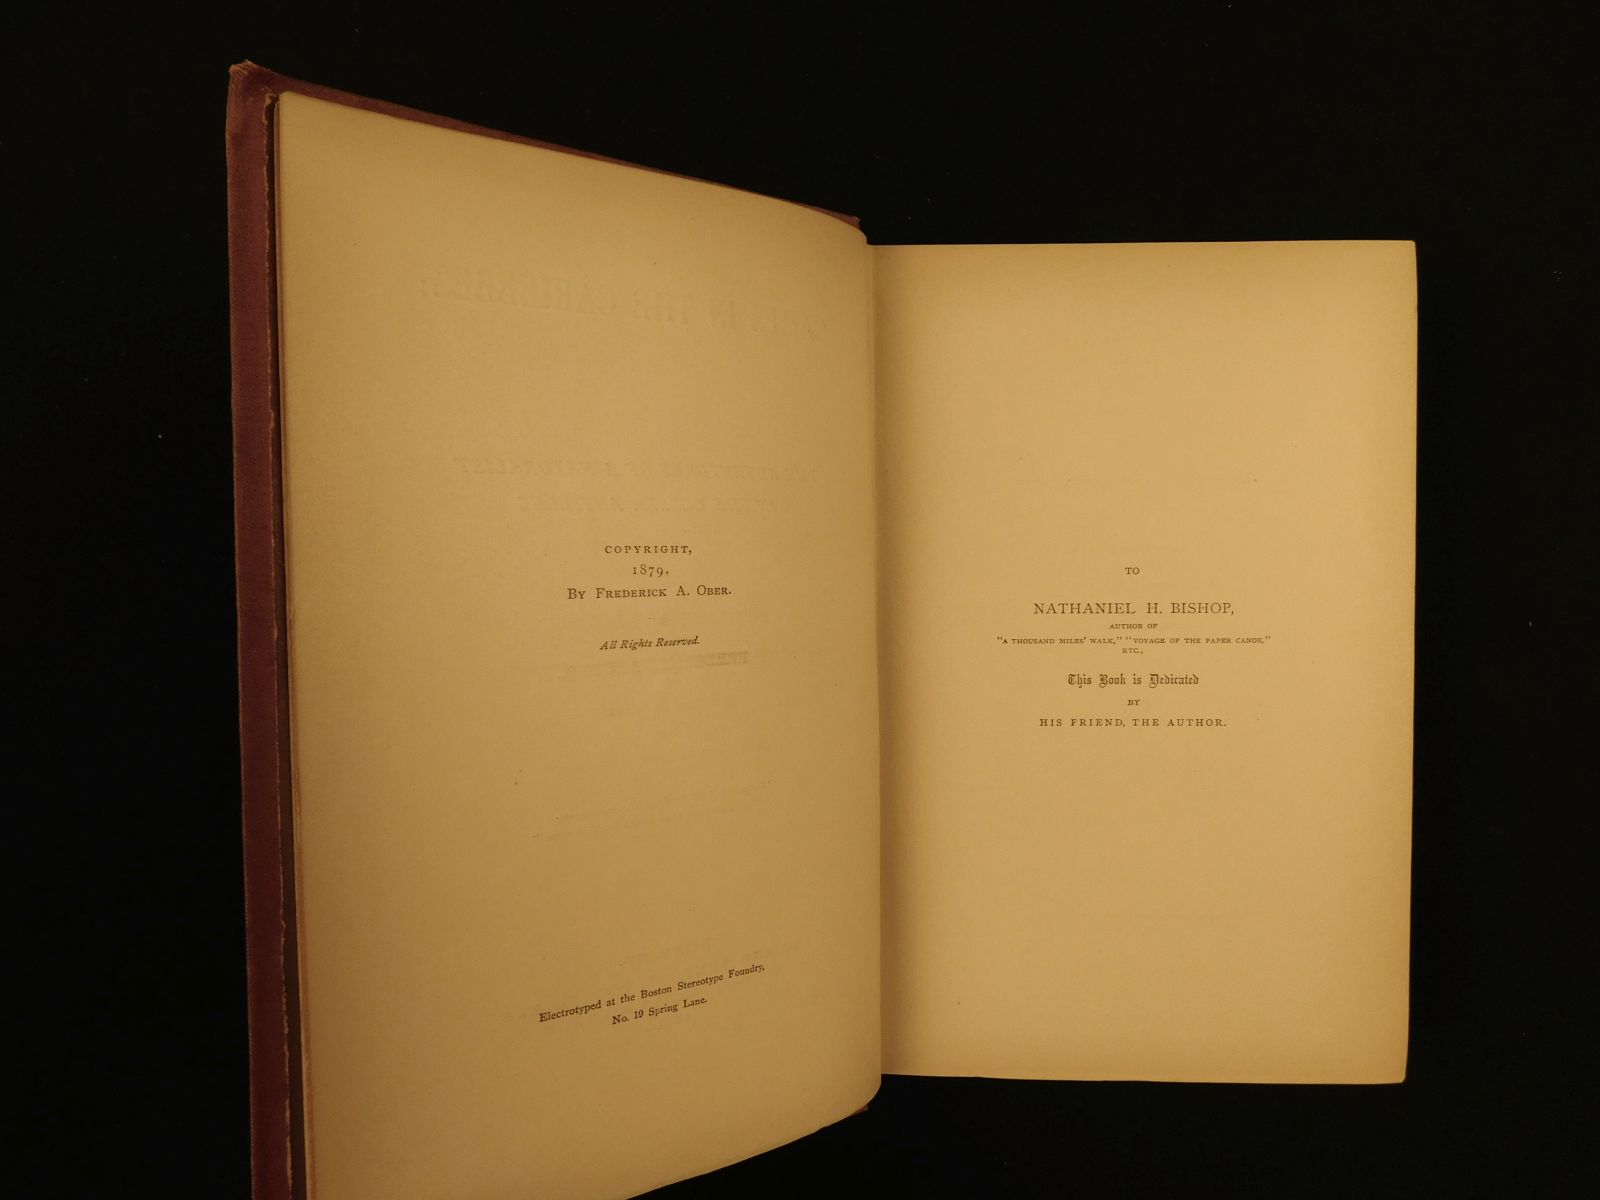 COPYRIGHT,
1879,
BY FREDERICK A. OBER.
All Rights Reserved.
Electrotyped at the Boston Stereotype Foundry,
No. 19 Spring Lane.
TO
NATHANIEL H. BISHOP,
AUTHOR OF
"A THOUSAND MILES' WALK," "VOYAGE OF THE PAPER CANOE,"
ETC.,
This Book is Dedicated
BY
HIS FRIEND, THE AUTHOR.